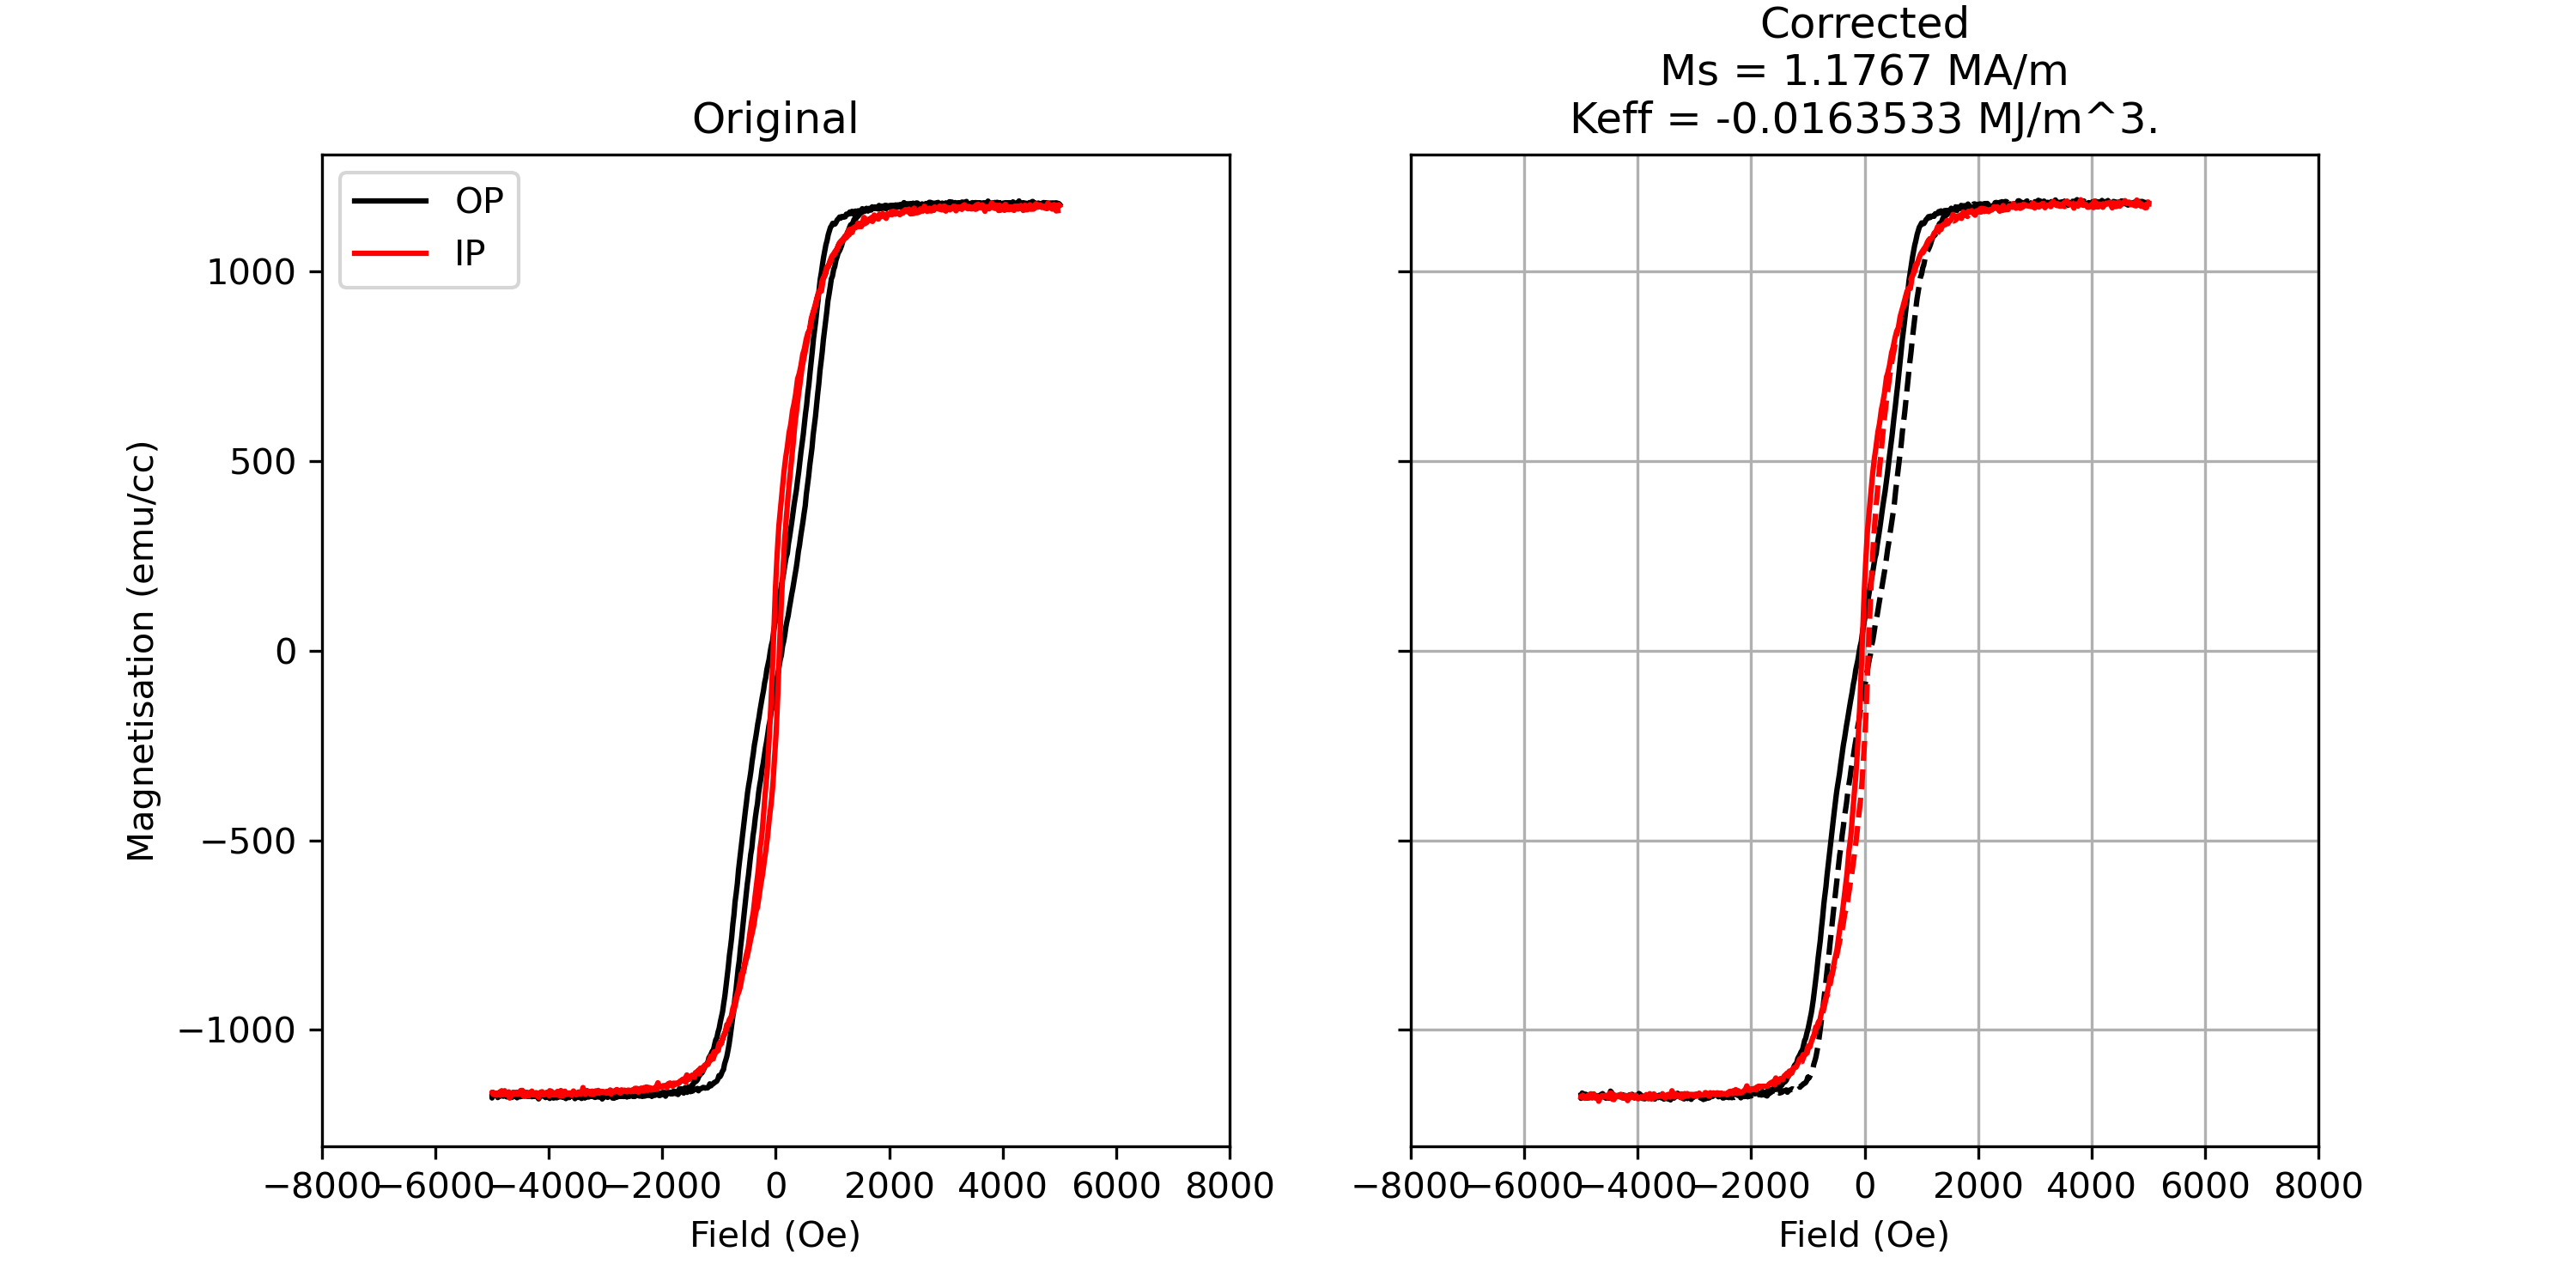 Original
OP
IP
1000
500
0
−500
−1000
Magnetisation (emu/cc)
−8000 −6000 −4000 −2000 0 2000 4000 6000 8000
Field (Oe)
Corrected
Ms = 1.1767 MA/m
Keff = -0.0163533 MJ/m^3.
−8000 −6000 −4000 −2000 0 2000 4000 6000 8000
Field (Oe)